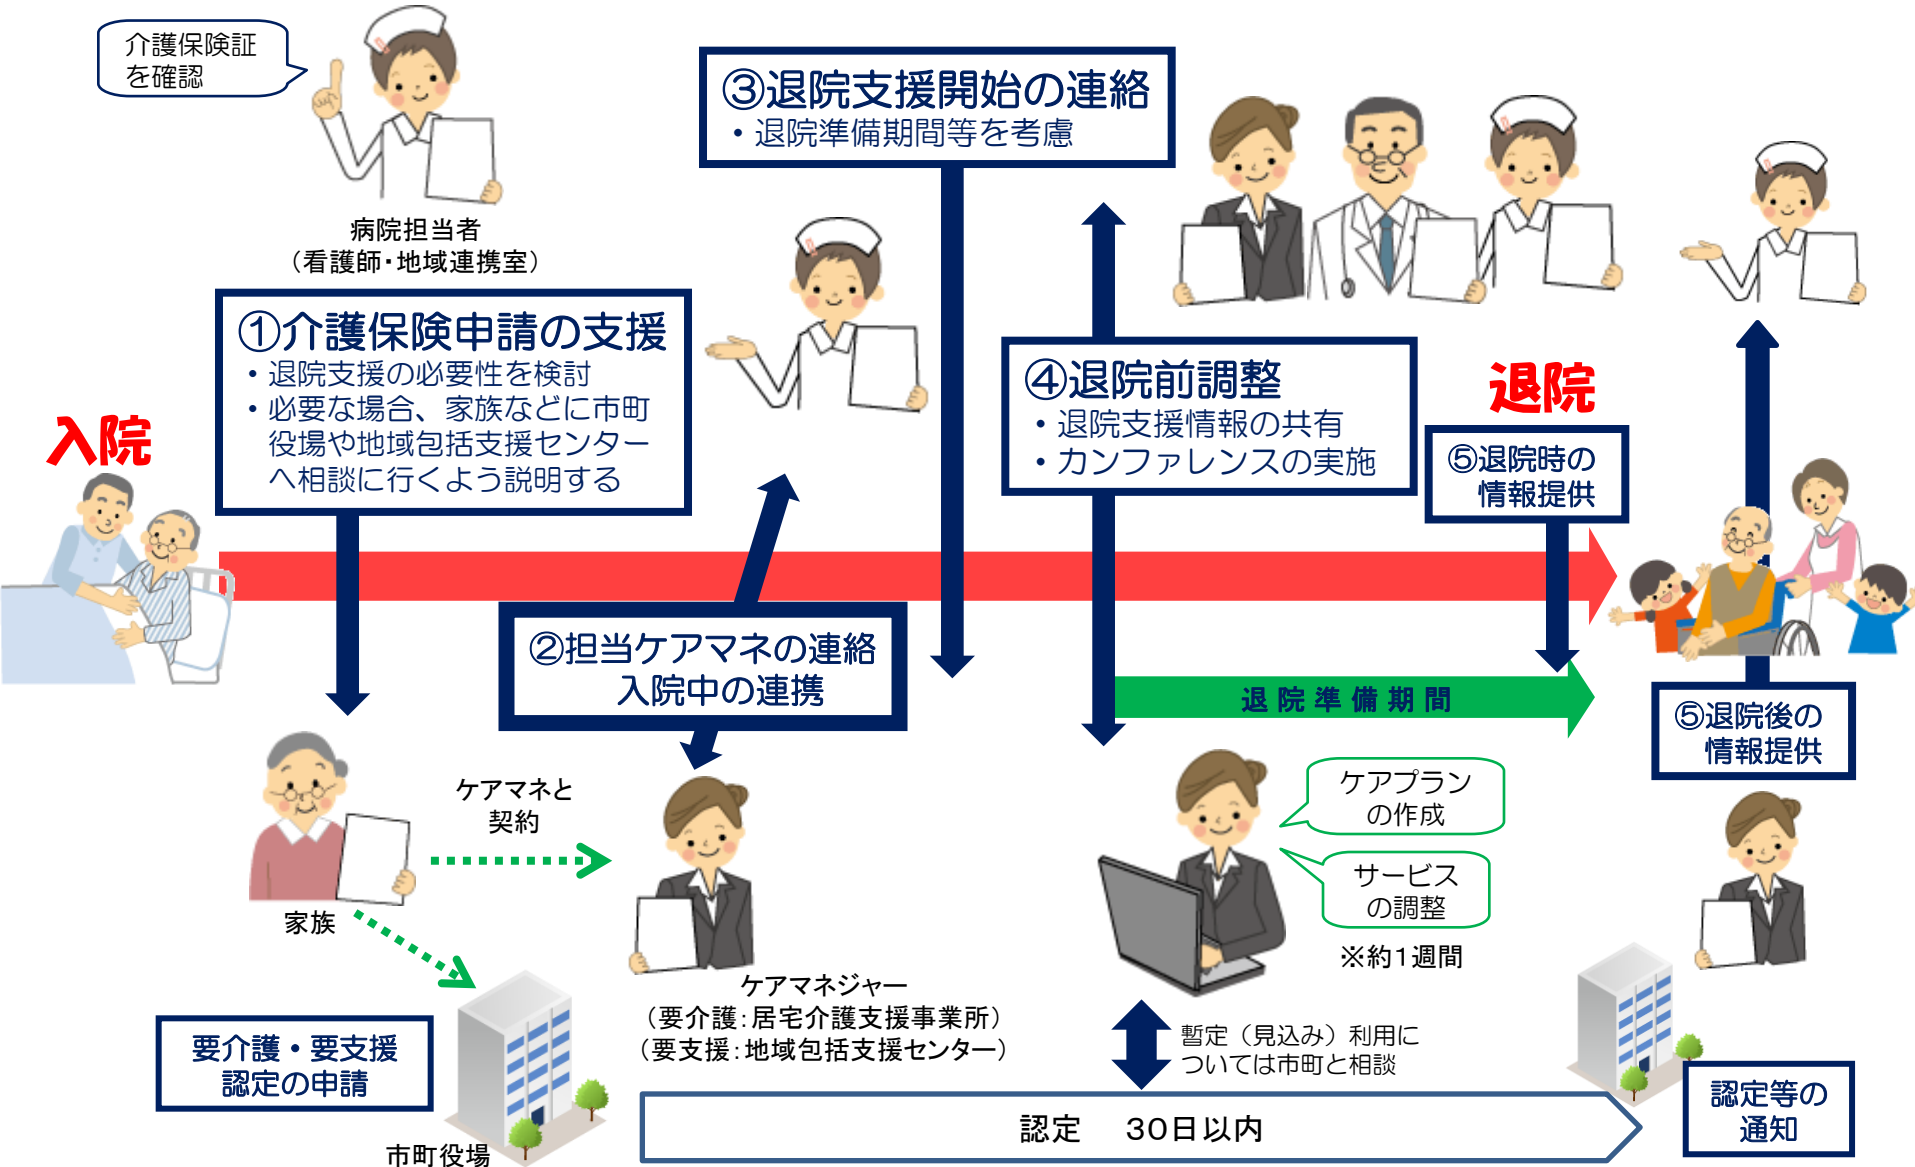 介護保険証
を確認
病院担当者
（看護師・地域連携室）
①介護保険申請の支援
・退院支援の必要性を検討
・必要な場合、家族などに市町
役場や地域包括支援センター
へ相談に行くよう説明する
入院
③退院支援開始の連絡
・退院準備期間等を考慮
④退院前調整
・退院支援情報の共有
・カンファレンスの実施
退院
⑤退院時の
情報提供
②担当ケアマネの連絡
入院中の連携
退院準備期間
⑤退院後の
情報提供
ケアマネと
契約
家族
ケアプラン
の作成
サービス
の調整
※約1週間
ケアマネジャー
（要介護：居宅介護支援事業所）
（要支援：地域包括支援センター）
要介護・要支援
認定の申請
市町役場
暫定（見込み）利用に
ついては市町と相談
認定　30日以内
認定等の
通知